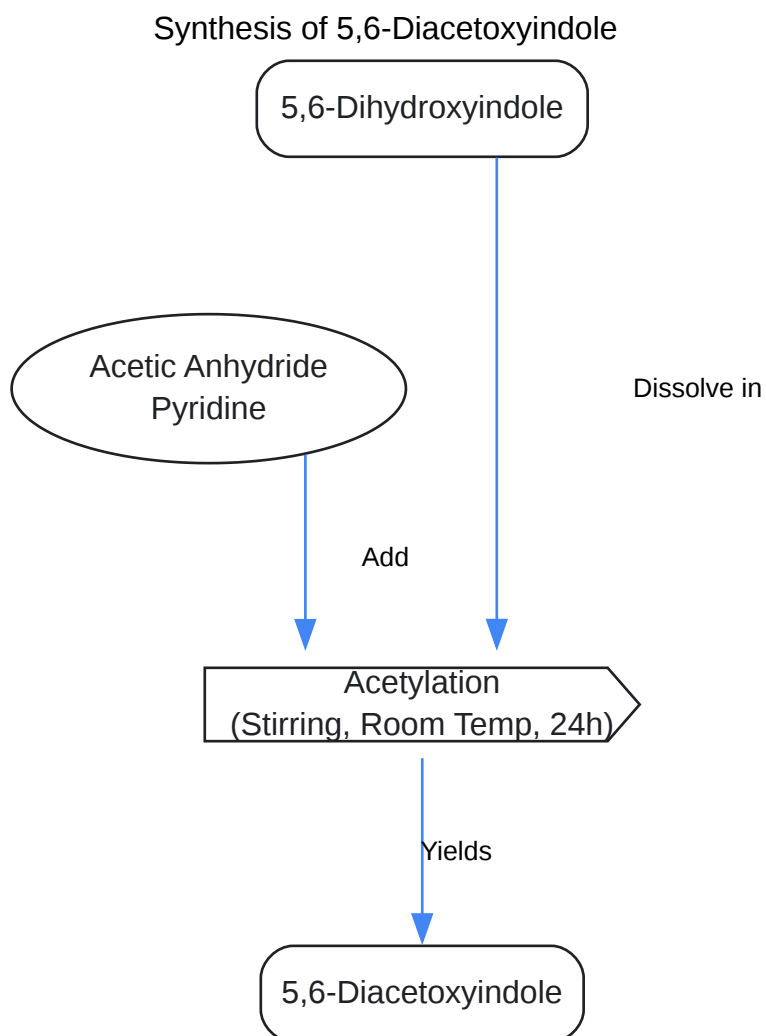 Synthesis of 5,6-Diacetoxyindole
5,6-Dihydroxyindole
Acetic Anhydride
Pyridine
Dissolve in
Add
Acetylation
(Stirring, Room Temp, 24h)
Yields
5,6-Diacetoxyindole